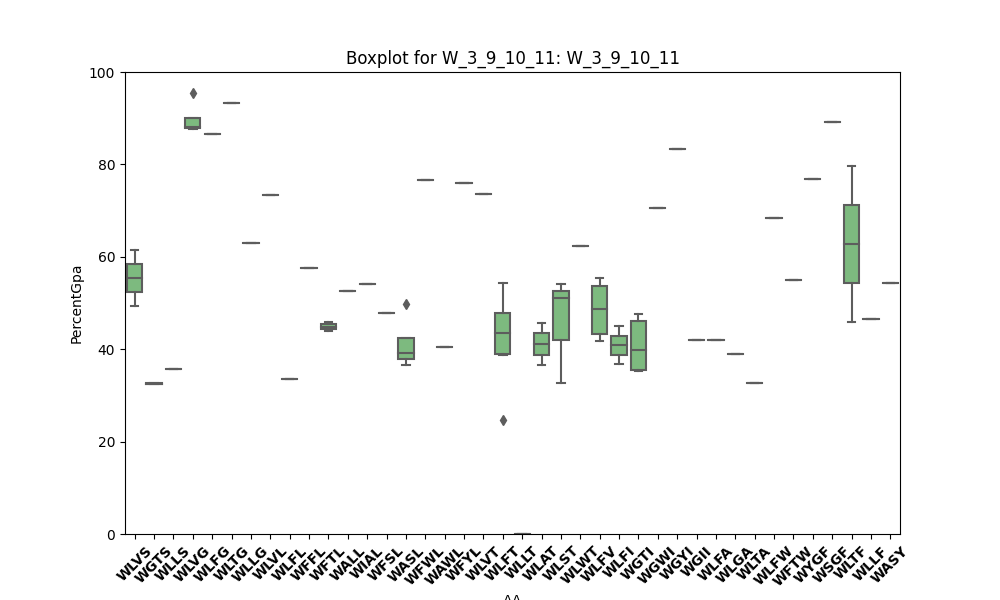 Boxplot for W_3_9_10_11: W_3_9_10_11
PercentGpa
100
80
60
40
20
0
WLVS
WGTS
WLLS
WLVG
WLFG
WLTG
WLLG
WLVL
WLFL
WFFL
WFTL
WALL
WIAL
WFSL
WASL
WFWL
WAWL
WFYL
WLVT
WLFT
WLLT
WLAT
WLST
WLWT
WLFV
WLFI
WGTI
WGWI
WGYI
WGII
WLFA
WLGA
WLTA
WLFW
WFTW
WYGF
WSGF
WLTF
WLLF
WASY